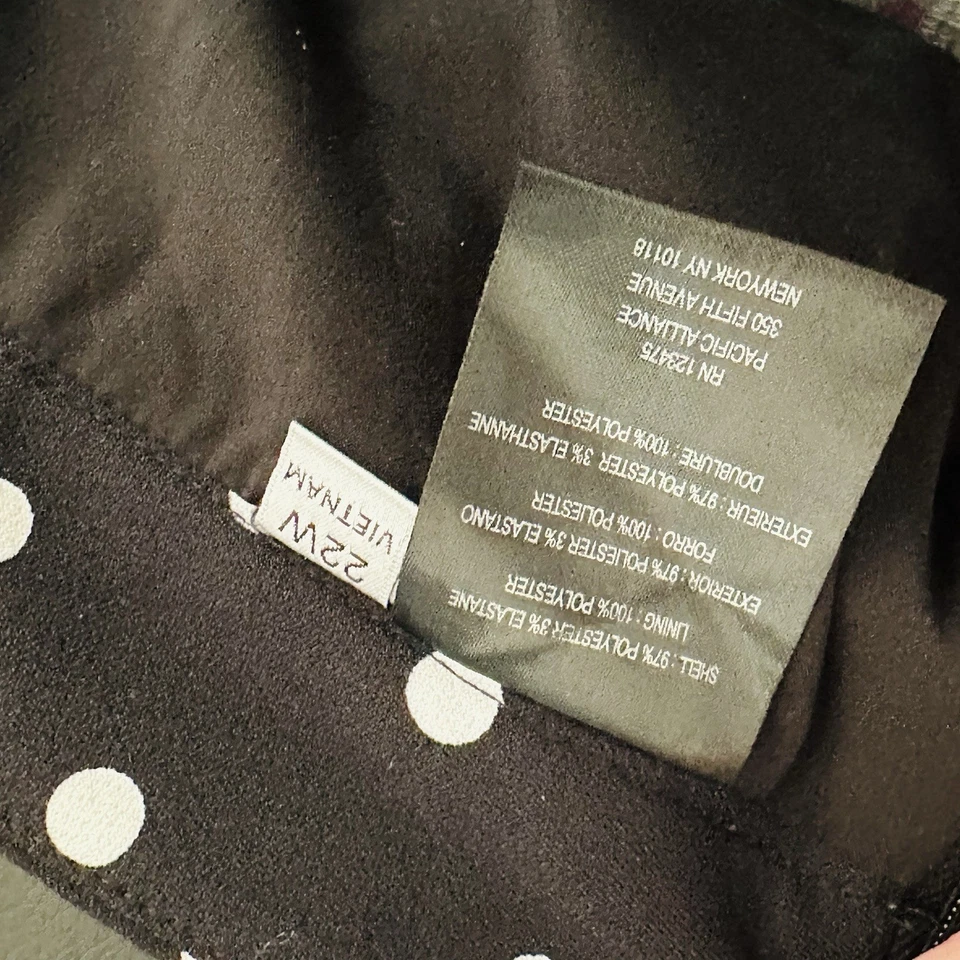 22W
VIETNAM
SHELL : 97% POLYESTER 3% ELASTANE
LINING : 100% POLYESTER
EXTERIOR : 97% POLIESTER 3% ELASTANO
FORRO : 100% POLIESTER
EXTERIEUR : 97% POLYESTER 3% ELASTHANNE
DOUBLURE : 100% POLYESTER
RN 123475
PACIFIC ALLIANCE
350 FIFTH AVENUE
NEWYORK NY 10118